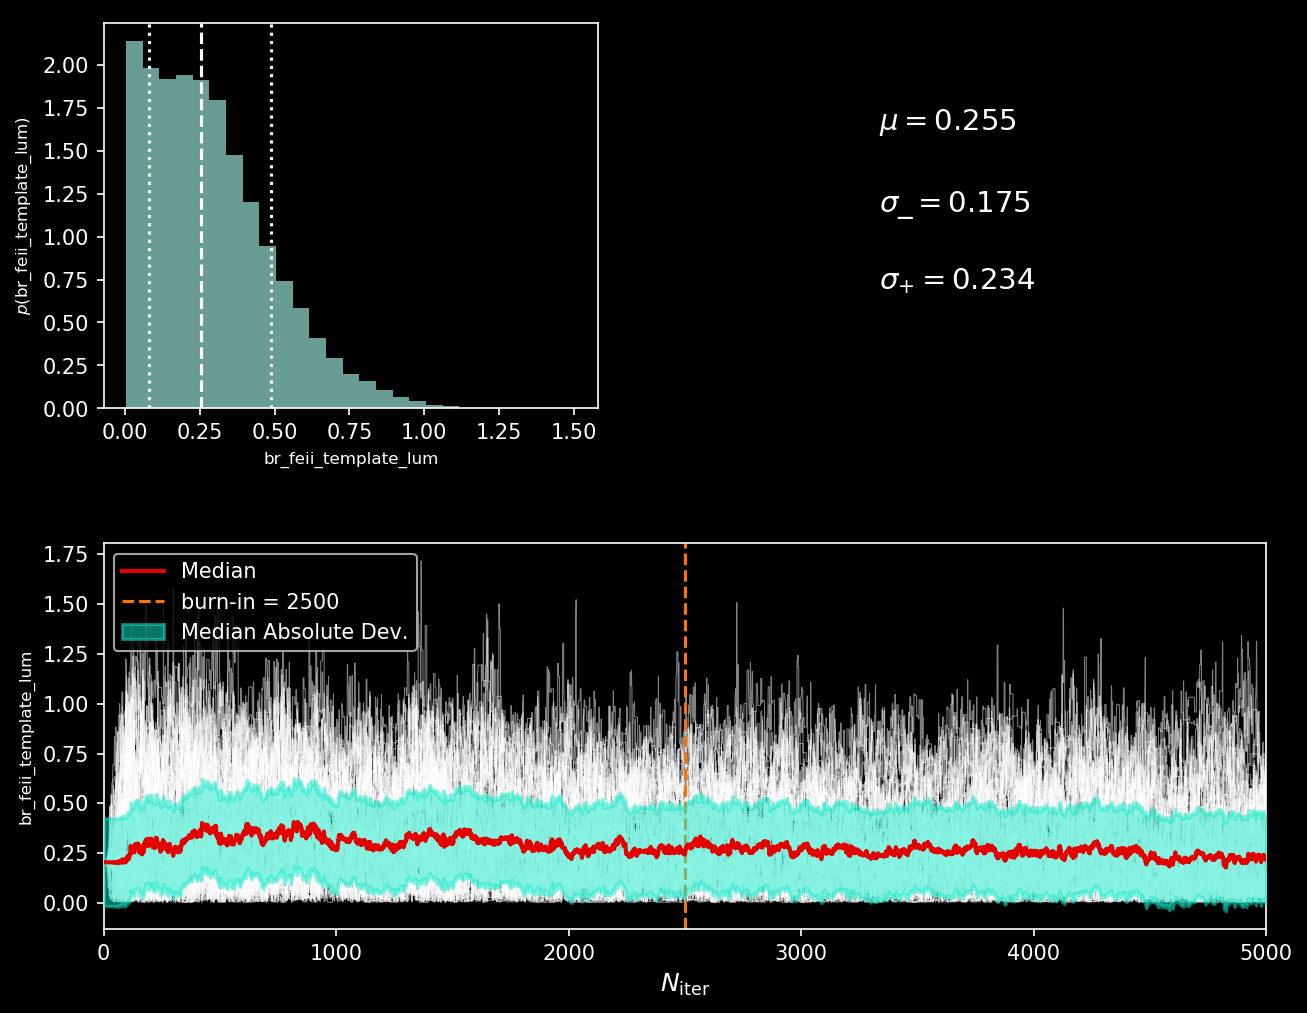 2.00
1.75
1.50
1.25
1.00
0.75
0.50
0.25
0.00
p(br_feii_template_lum)
0.00 0.25 0.50 0.75 1.00 1.25 1.50
br_feii_template_lum
μ = 0.255
σ_ = 0.175
σ+ = 0.234
1.75
1.50
1.25
1.00
0.75
0.50
0.25
0.00
br_feii_template_lum
Median
burn-in = 2500
Median Absolute Dev.
0 1000 2000 3000 4000 5000
Niter